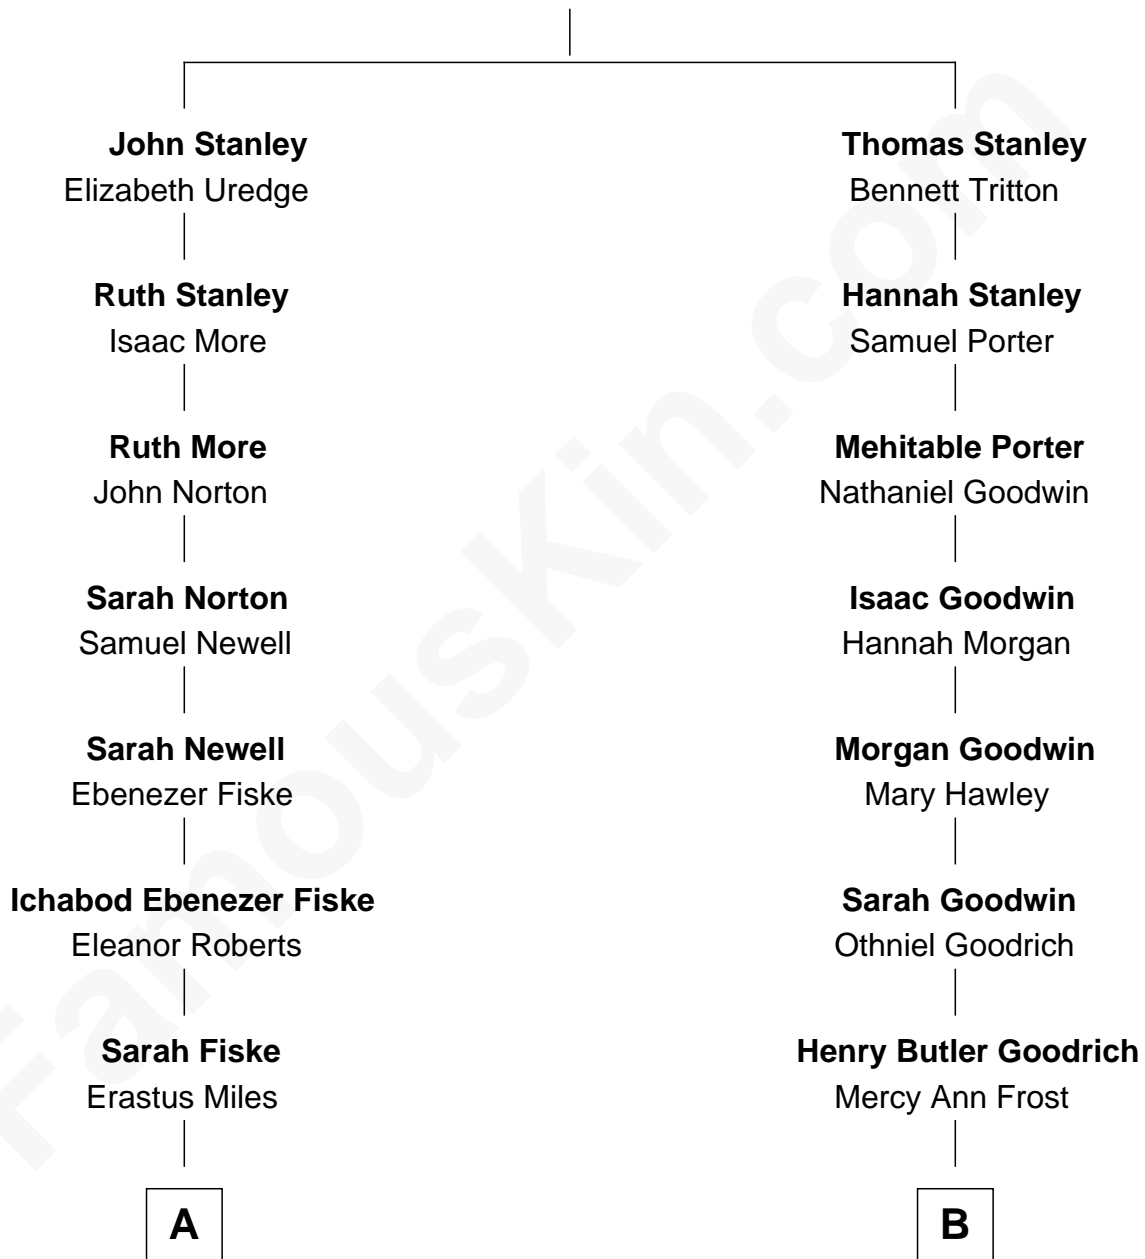 John Stanley
Elizabeth Uredge
Ruth Stanley
Isaac More
Ruth More
John Norton
Sarah Norton
Samuel Newell
Sarah Newell
Ebenezer Fiske
Ichabod Ebenezer Fiske
Eleanor Roberts
Sarah Fiske
Erastus Miles
A
Thomas Stanley
Bennett Tritton
Hannah Stanley
Samuel Porter
Mehitable Porter
Nathaniel Goodwin
Isaac Goodwin
Hannah Morgan
Morgan Goodwin
Mary Hawley
Sarah Goodwin
Othniel Goodrich
Henry Butler Goodrich
Mercy Ann Frost
B
FamousKin.com